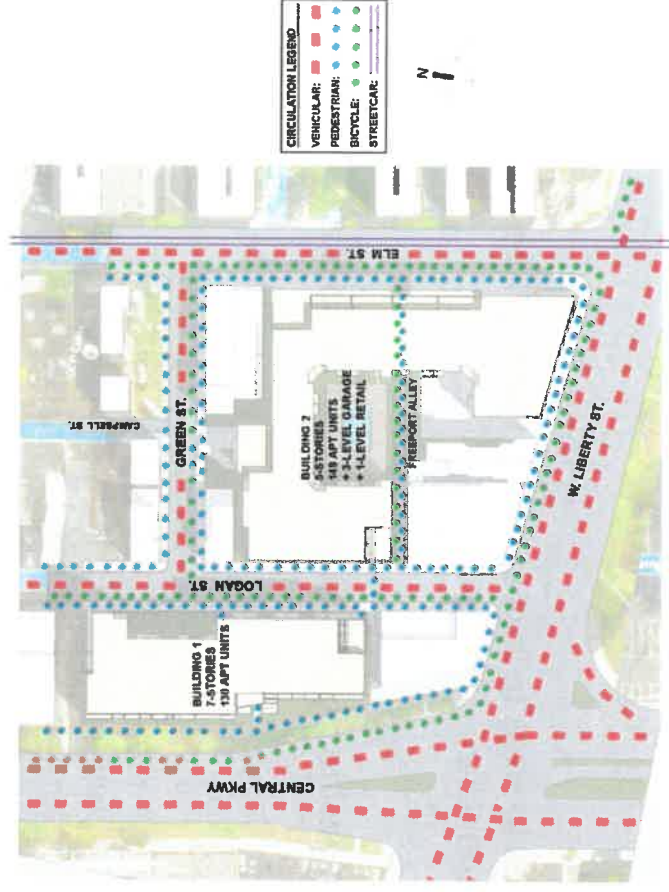 CIRCULATION LEGEND
VEHICULAR:
PEDESTRIAN:
BICYCLE:
STREETCAR:
N
ELM ST.
CAMPBELL ST.
GREEN ST.
BUILDING 2
5-STORIES
149 APT UNITS
+ 3-LEVEL GARAGE
+ 1-LEVEL RETAIL
FREEPORT ALLEY
W. LIBERTY ST.
LOGAN ST.
BUILDING 1
7-STORIES
130 APT UNITS
CENTRAL PKWY